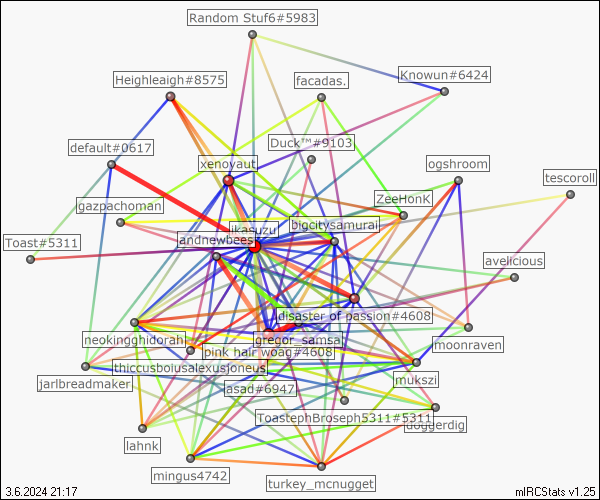 Random Stuf6#5983
Knowun#6424
Heighleaigh#8575
facadas.
Duck™#9103
default#0617
xenoyaut
ogshroom
tescoroll
ZeeHonK
gazpachoman
bigcitysamurai
ikasuzu
andnewbees
Toast#5311
avelicious
disaster of passion#4608
neokingghidorah
gregor_samsa
moonraven
pink hair woag#4608
thiccusboiusalexusjoneus
mukszi
jarlbreadmaker
asad#6947
ToastephBroseph5311#5311
doggerdig
lahnk
mingus4742
turkey_mcnugget
3.6.2024 21:17
mIRCStats v1.25